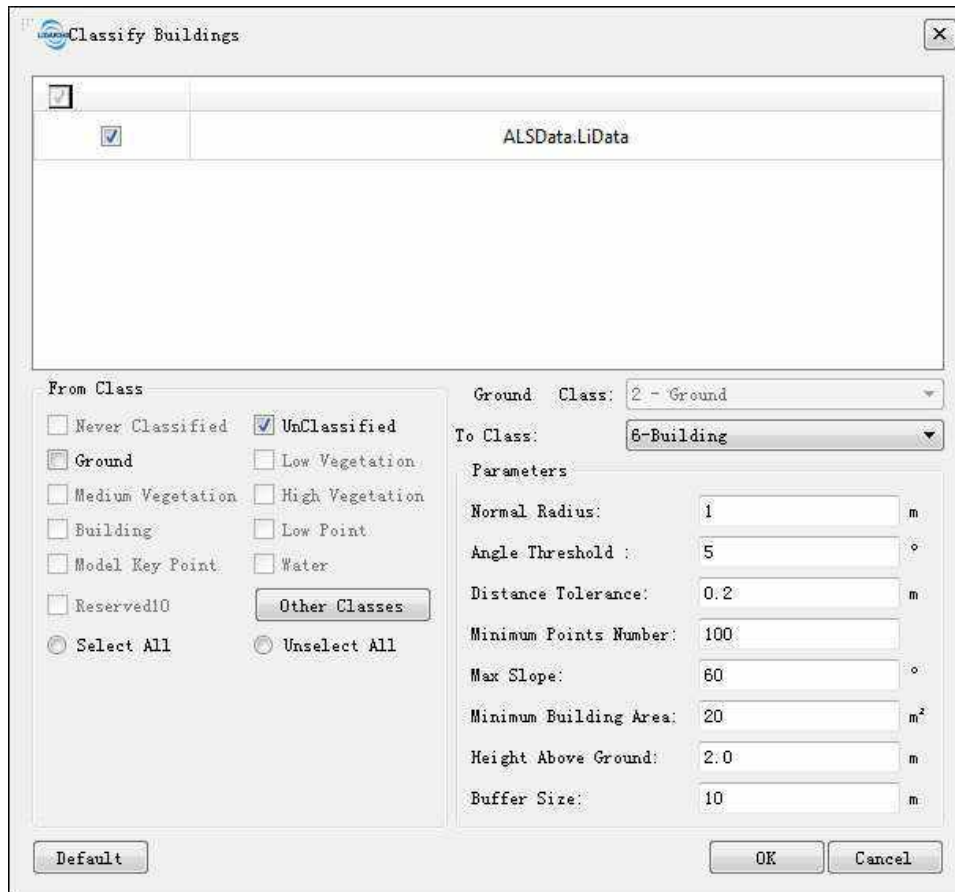 Classify Buildings
ALSData.LiData
From Class
Never Classified UnClassified
Ground Low Vegetation
Medium Vegetation High Vegetation
Building Low Point
Model Key Point Water
Reserved10 Other Classes
Select All Unselect All
Ground Class: 2 - Ground
To Class: 6-Building
Parameters
Normal Radius: 1 m
Angle Threshold : 5 °
Distance Tolerance: 0.2 m
Minimum Points Number: 100
Max Slope: 60 °
Minimum Building Area: 20 m²
Height Above Ground: 2.0 m
Buffer Size: 10 m
Default OK Cancel